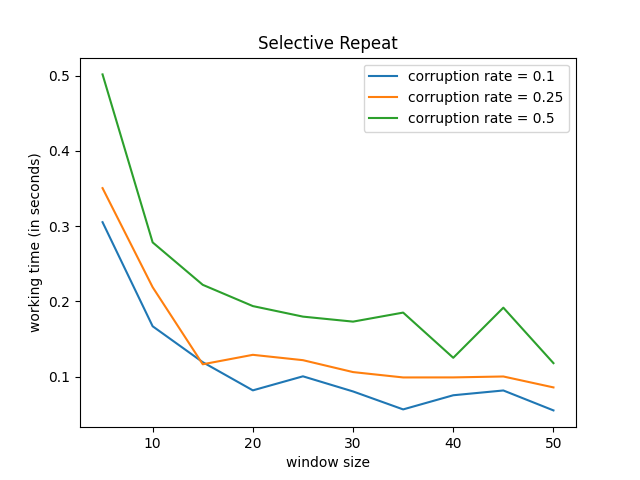 Selective Repeat
corruption rate = 0.1
corruption rate = 0.25
corruption rate = 0.5
working time (in seconds)
0.5
0.4
0.3
0.2
0.1
10 20 30 40 50
window size